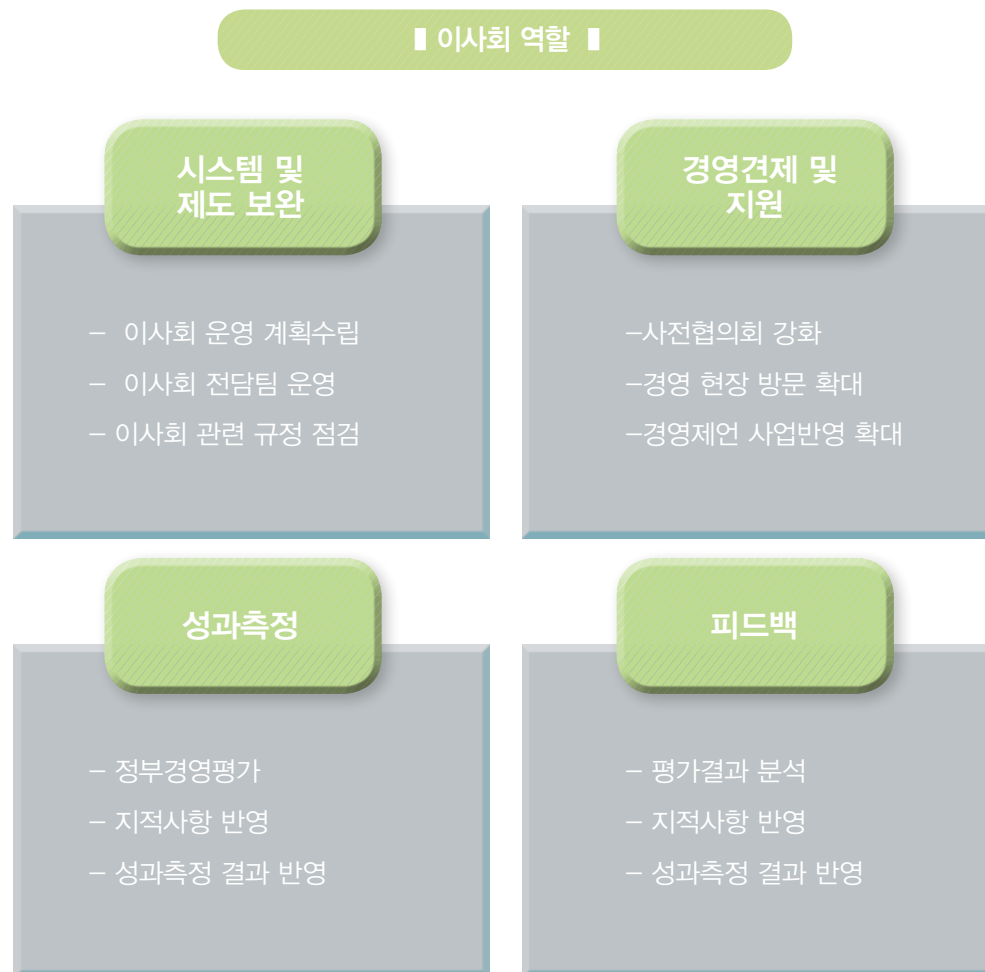 ▮ 이사회 역할 ▮
시스템 및
제도 보완
– 이사회 운영 계획수립
– 이사회 전담팀 운영
– 이사회 관련 규정 점검
경영견제 및
지원
–사전협의회 강화
–경영 현장 방문 확대
–경영제언 사업반영 확대
성과측정
– 정부경영평가
– 지적사항 반영
– 성과측정 결과 반영
피드백
– 평가결과 분석
– 지적사항 반영
– 성과측정 결과 반영